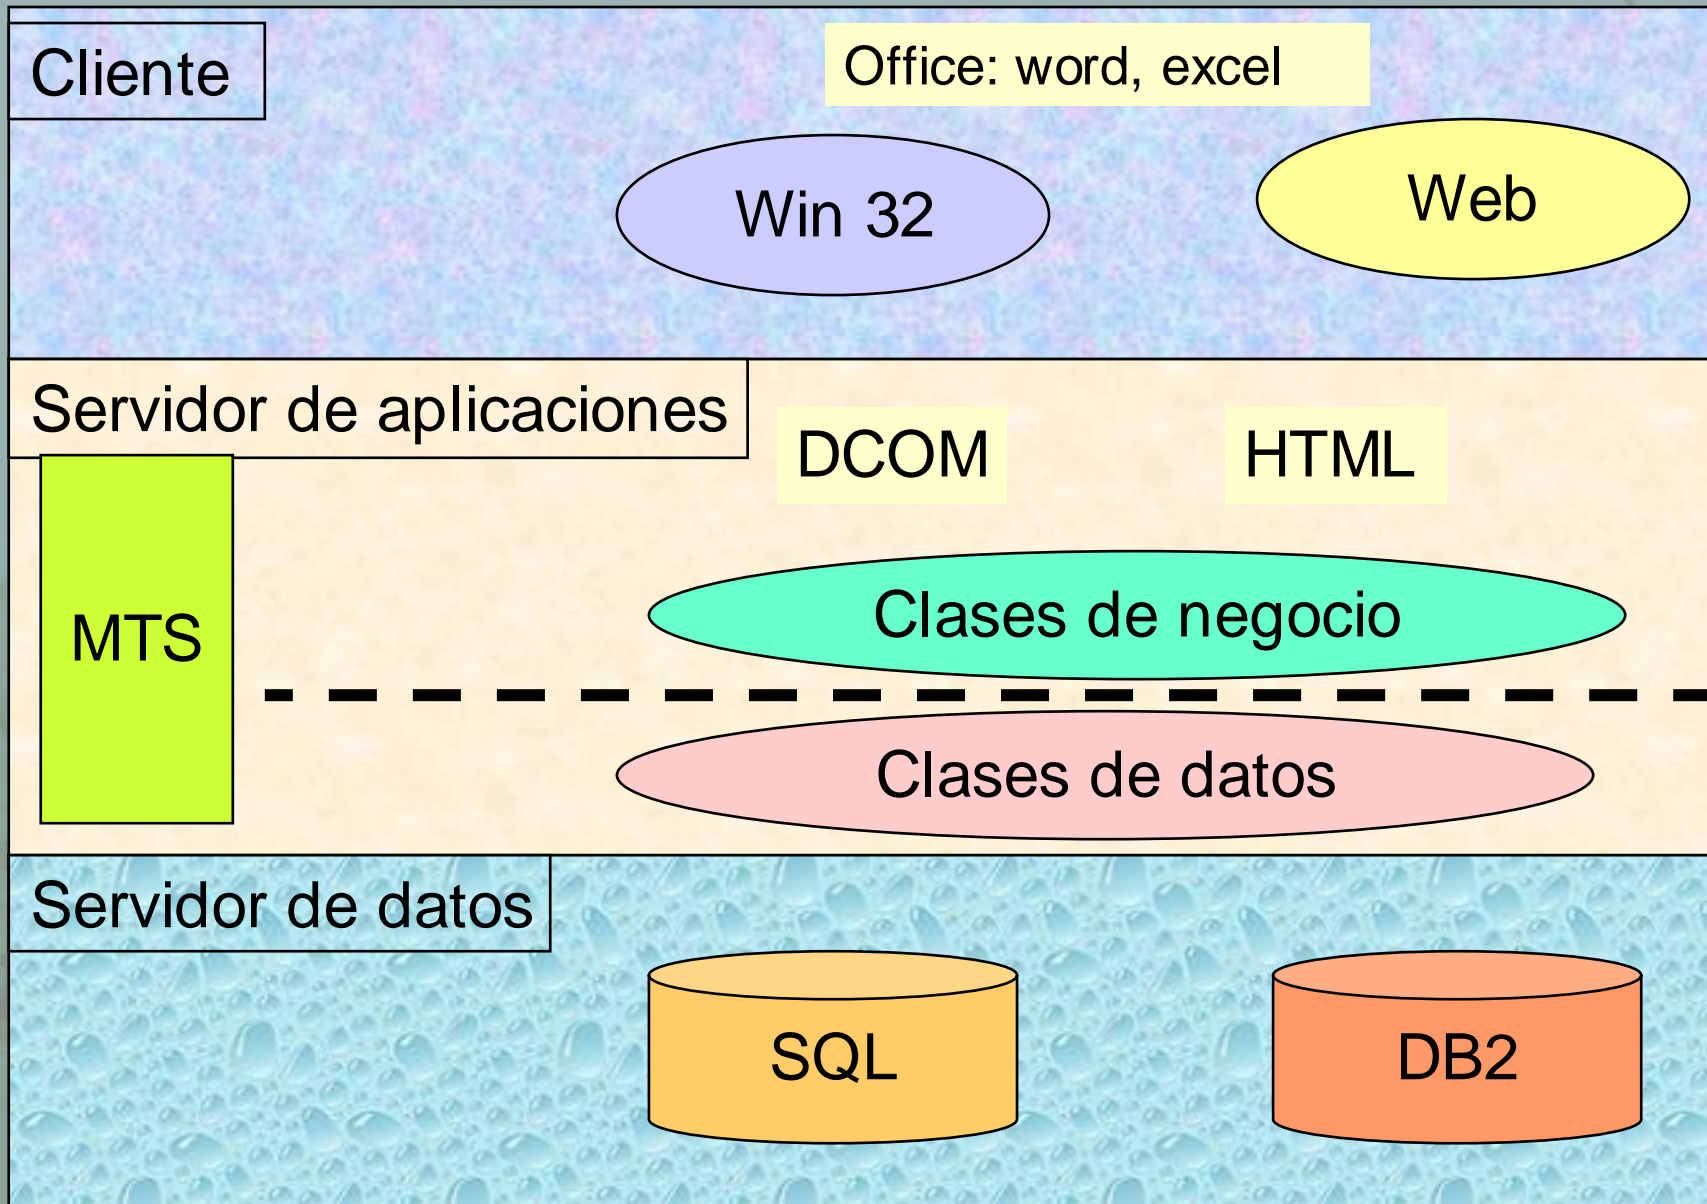 Cliente
Office: word, excel
Win 32
Web
Servidor de aplicaciones
DCOM
HTML
MTS
Clases de negocio
Clases de datos
Servidor de datos
SQL
DB2